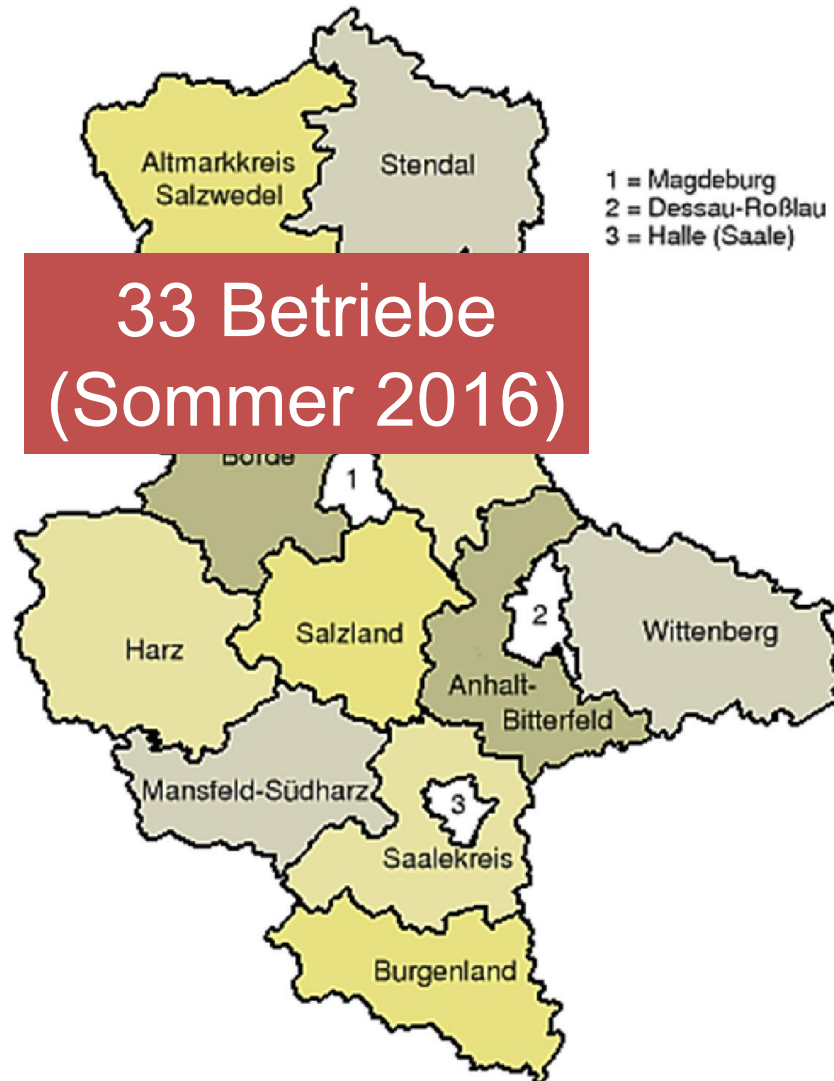 Altmarkkreis
Salzwedel
Stendal
1 = Magdeburg
2 = Dessau-Roßlau
3 = Halle (Saale)
33 Betriebe
(Sommer 2016)
Börde
1
2
Harz
Salzland
Wittenberg
Anhalt-
Bitterfeld
Mansfeld-Südharz
3
Saalekreis
Burgenland